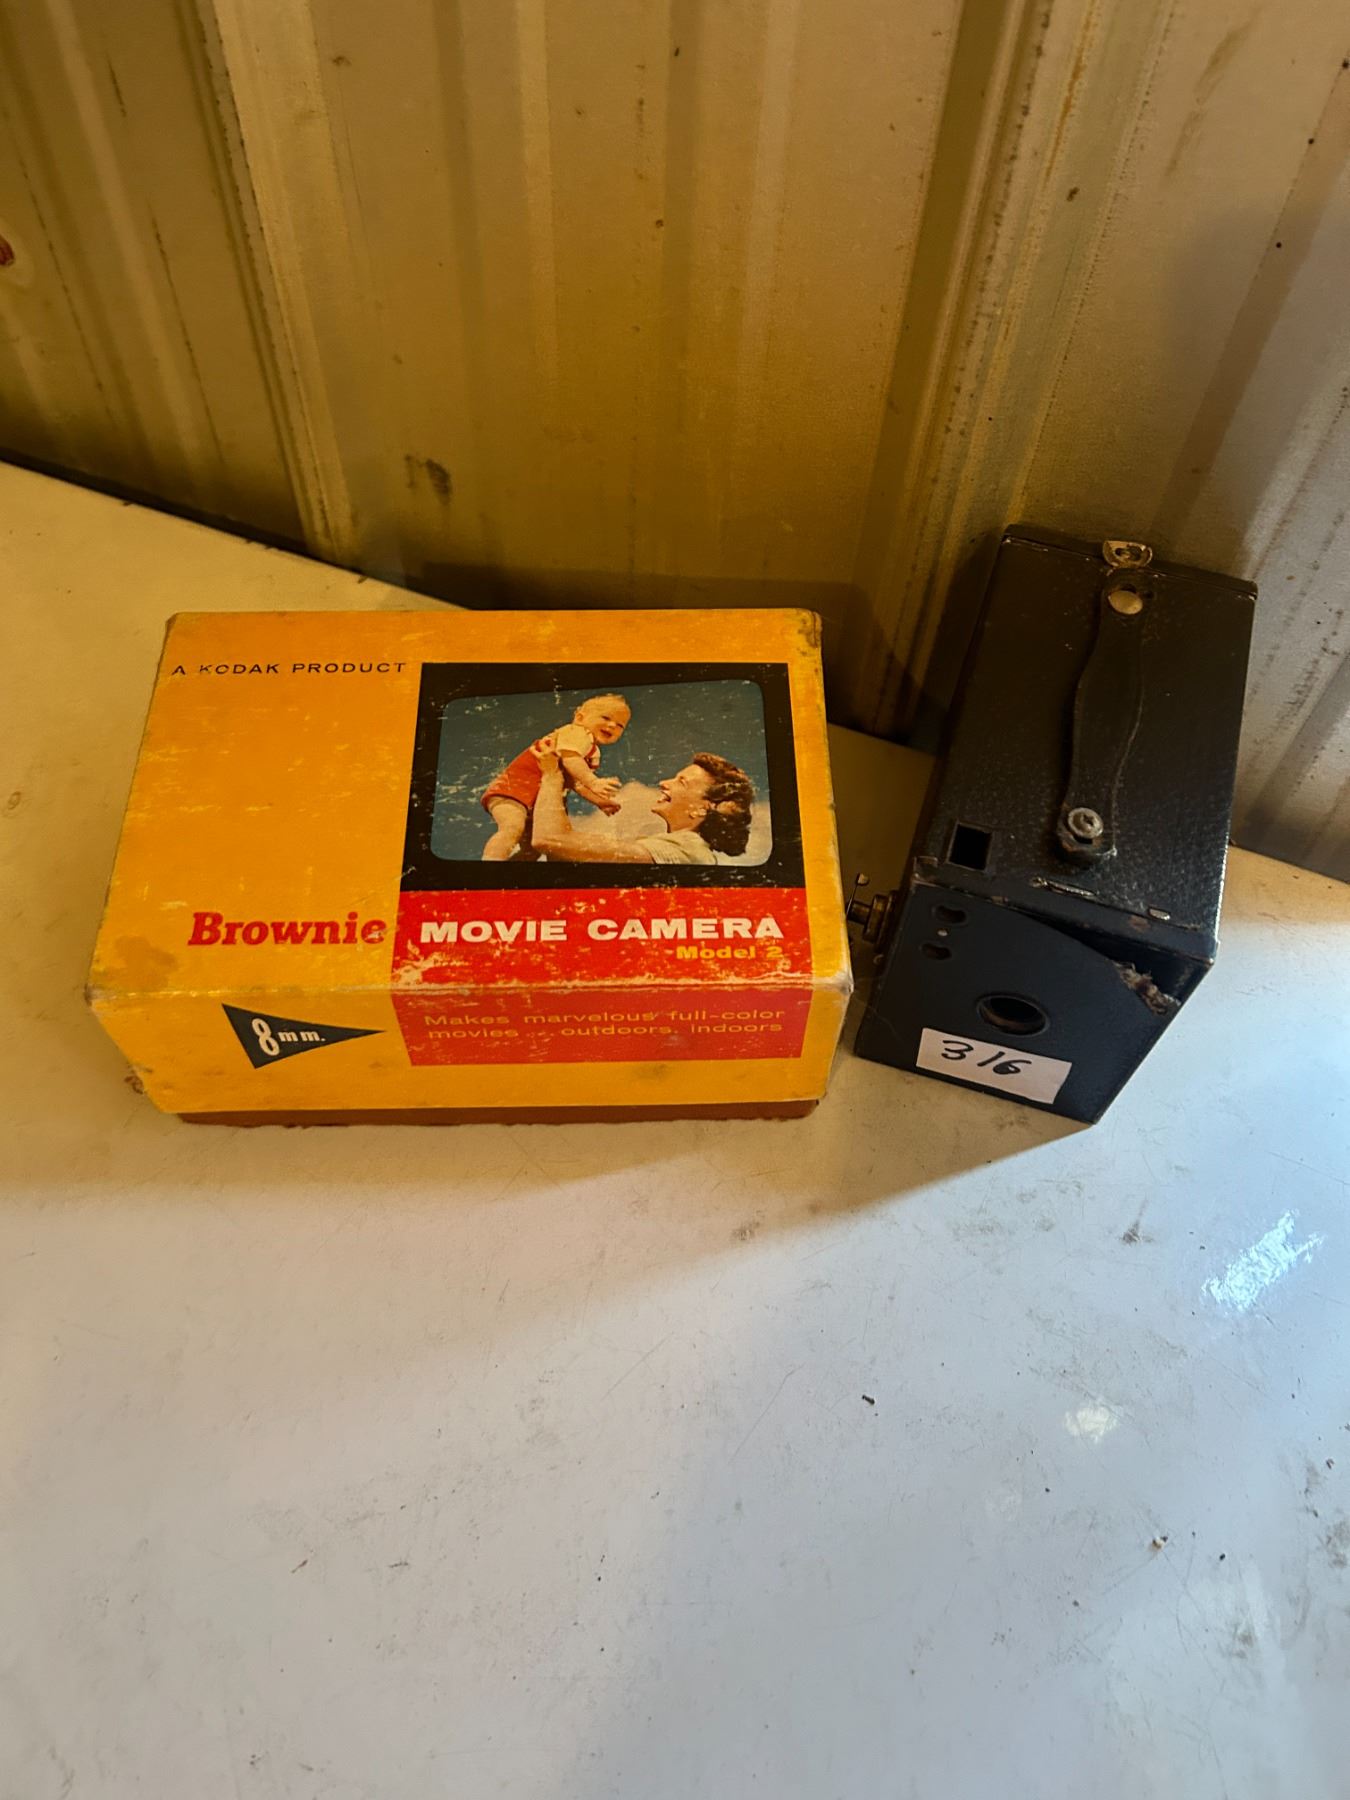 A KODAK PRODUCT
Brownie MOVIE CAMERA
Model 2
8mm.
Makes marvelous full-color
movies - outdoors, indoors
316